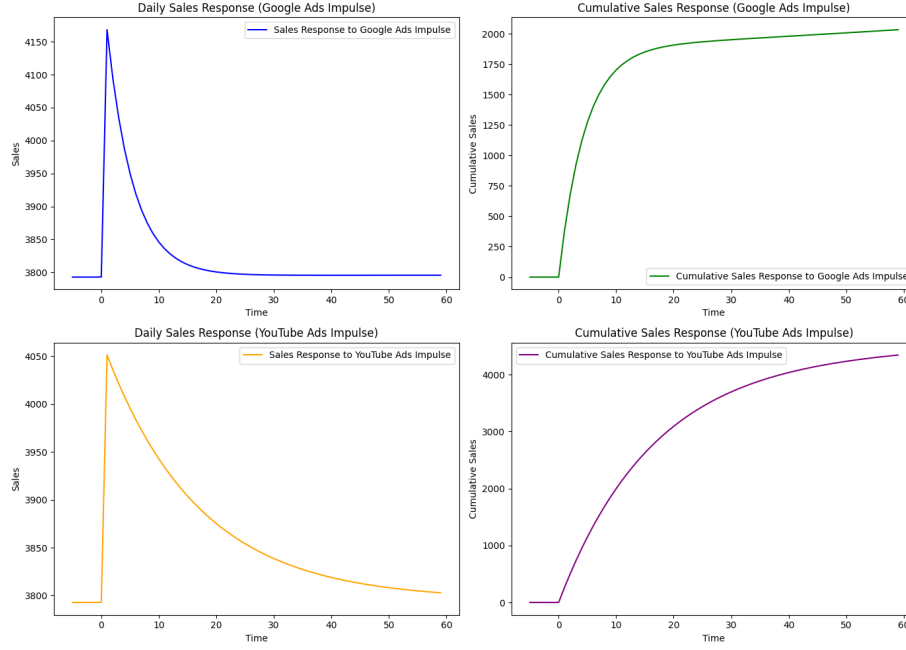 Daily Sales Response (Google Ads Impulse)
Sales Response to Google Ads Impulse
4150
4100
4050
4000
3950
3900
3850
3800
Sales
0 10 20 30 40 50 60
Time
Cumulative Sales Response (Google Ads Impulse)
2000
1750
1500
1250
1000
750
500
250
0
Cumulative Sales
Cumulative Sales Response to Google Ads Impulse
0 10 20 30 40 50 60
Time
Daily Sales Response (YouTube Ads Impulse)
Sales Response to YouTube Ads Impulse
4050
4000
3950
3900
3850
3800
Sales
0 10 20 30 40 50 60
Time
Cumulative Sales Response (YouTube Ads Impulse)
Cumulative Sales Response to YouTube Ads Impulse
4000
3000
2000
1000
0
Cumulative Sales
0 10 20 30 40 50 60
Time